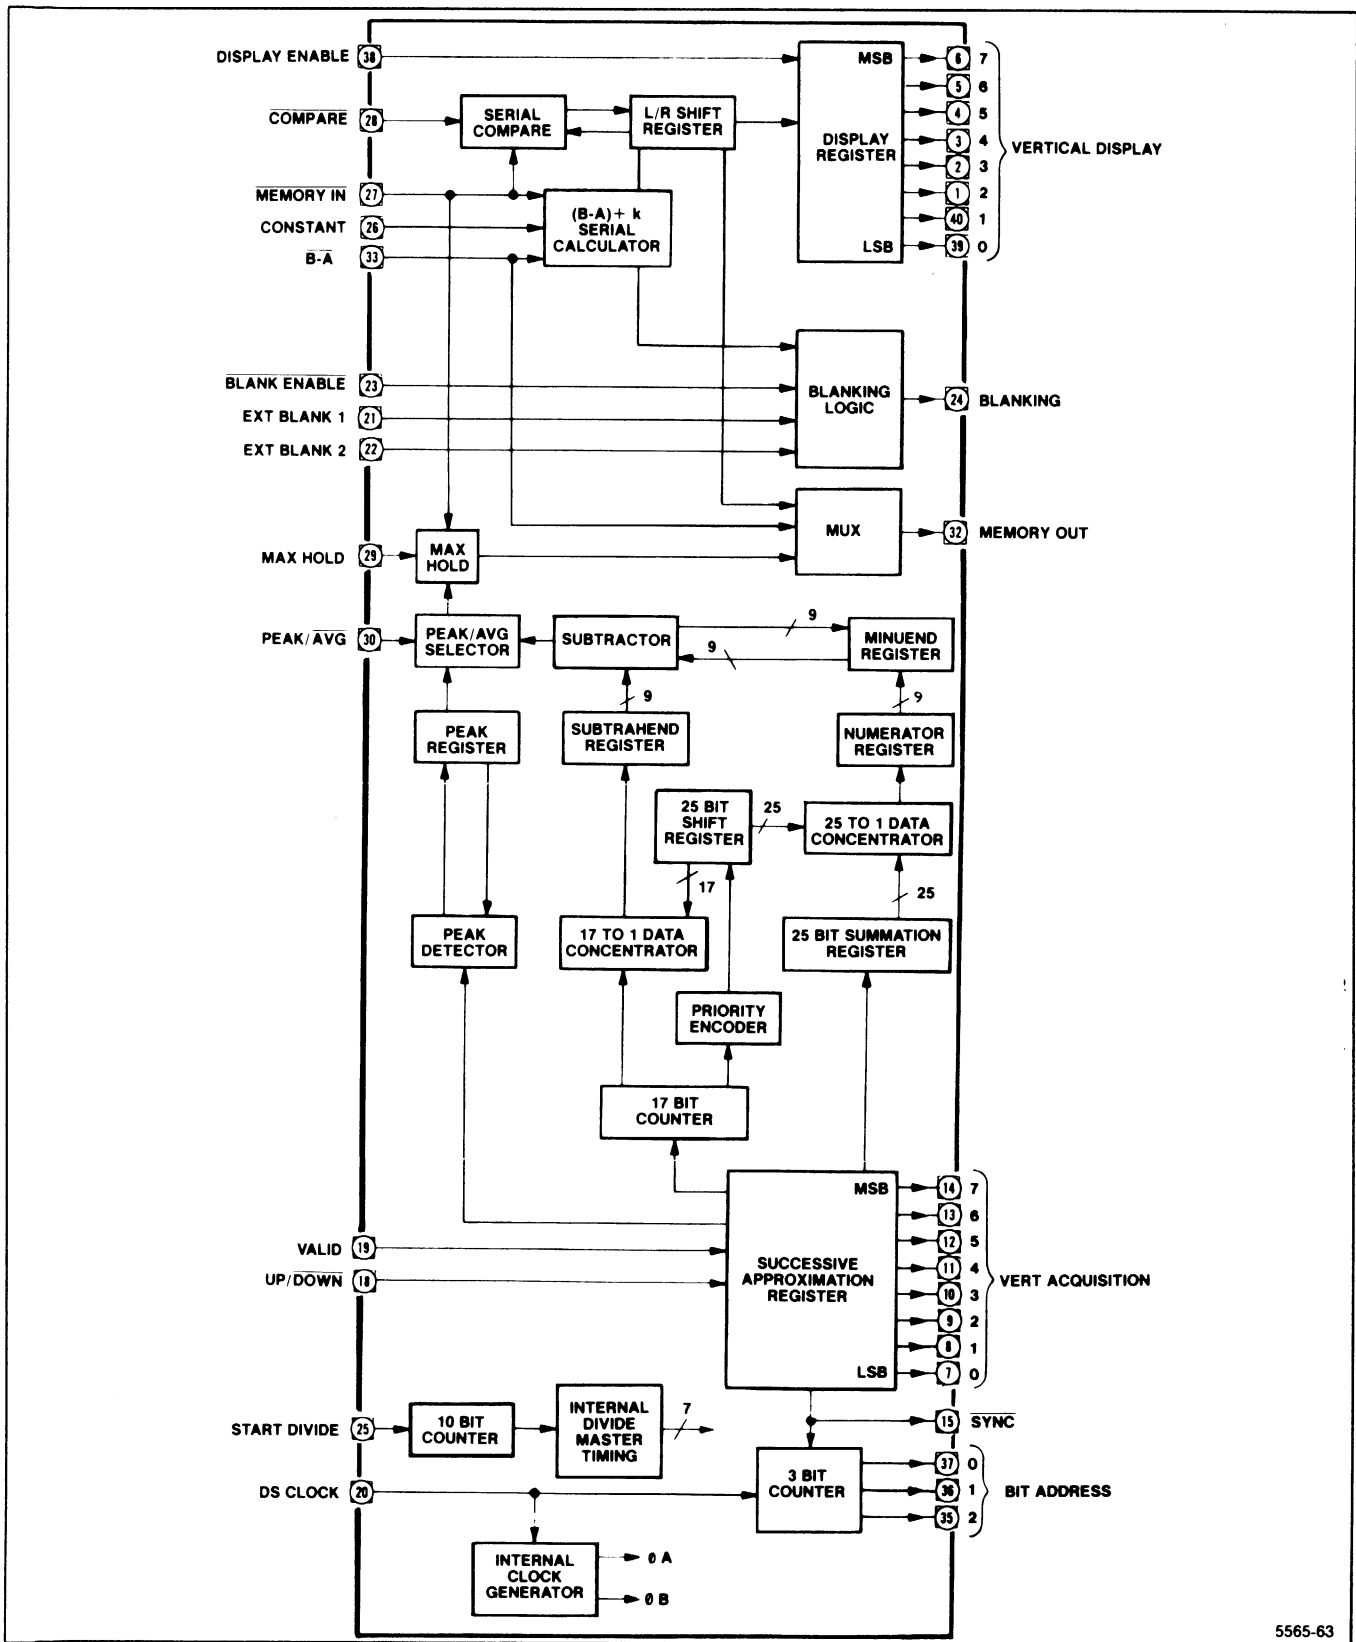 DISPLAY ENABLE 38
COMPARE 28
MEMORY IN 27
CONSTANT 26
B-A 33
BLANK ENABLE 23
EXT BLANK 1 21
EXT BLANK 2 22
MAX HOLD 29
PEAK/AVG 30
VALID 19
UP/DOWN 18
START DIVIDE 25
DS CLOCK 20
SERIAL
COMPARE
L/R SHIFT
REGISTER
(B-A)+ k
SERIAL
CALCULATOR
MSB
DISPLAY
REGISTER
LSB
6 7
5 6
4 5
3 4
2 3
1 2
40 1
39 0
VERTICAL DISPLAY
BLANKING
LOGIC
24 BLANKING
MUX
32 MEMORY OUT
MAX
HOLD
PEAK/AVG
SELECTOR
SUBTRACTOR
9
9
MINUEND
REGISTER
9
9
PEAK
REGISTER
SUBTRAHEND
REGISTER
NUMERATOR
REGISTER
25 BIT
SHIFT
REGISTER
25
25 TO 1 DATA
CONCENTRATOR
17
25
PEAK
DETECTOR
17 TO 1 DATA
CONCENTRATOR
25 BIT SUMMATION
REGISTER
PRIORITY
ENCODER
17 BIT
COUNTER
MSB
SUCCESSIVE
APPROXIMATION
REGISTER
LSB
14 7
13 6
12 5
11 4
10 3
9 2
8 1
7 0
VERT ACQUISITION
10 BIT
COUNTER
INTERNAL
DIVIDE
MASTER
TIMING
7
15 SYNC
3 BIT
COUNTER
37 0
36 1
35 2
BIT ADDRESS
INTERNAL
CLOCK
GENERATOR
0 A
0 B
5565-63